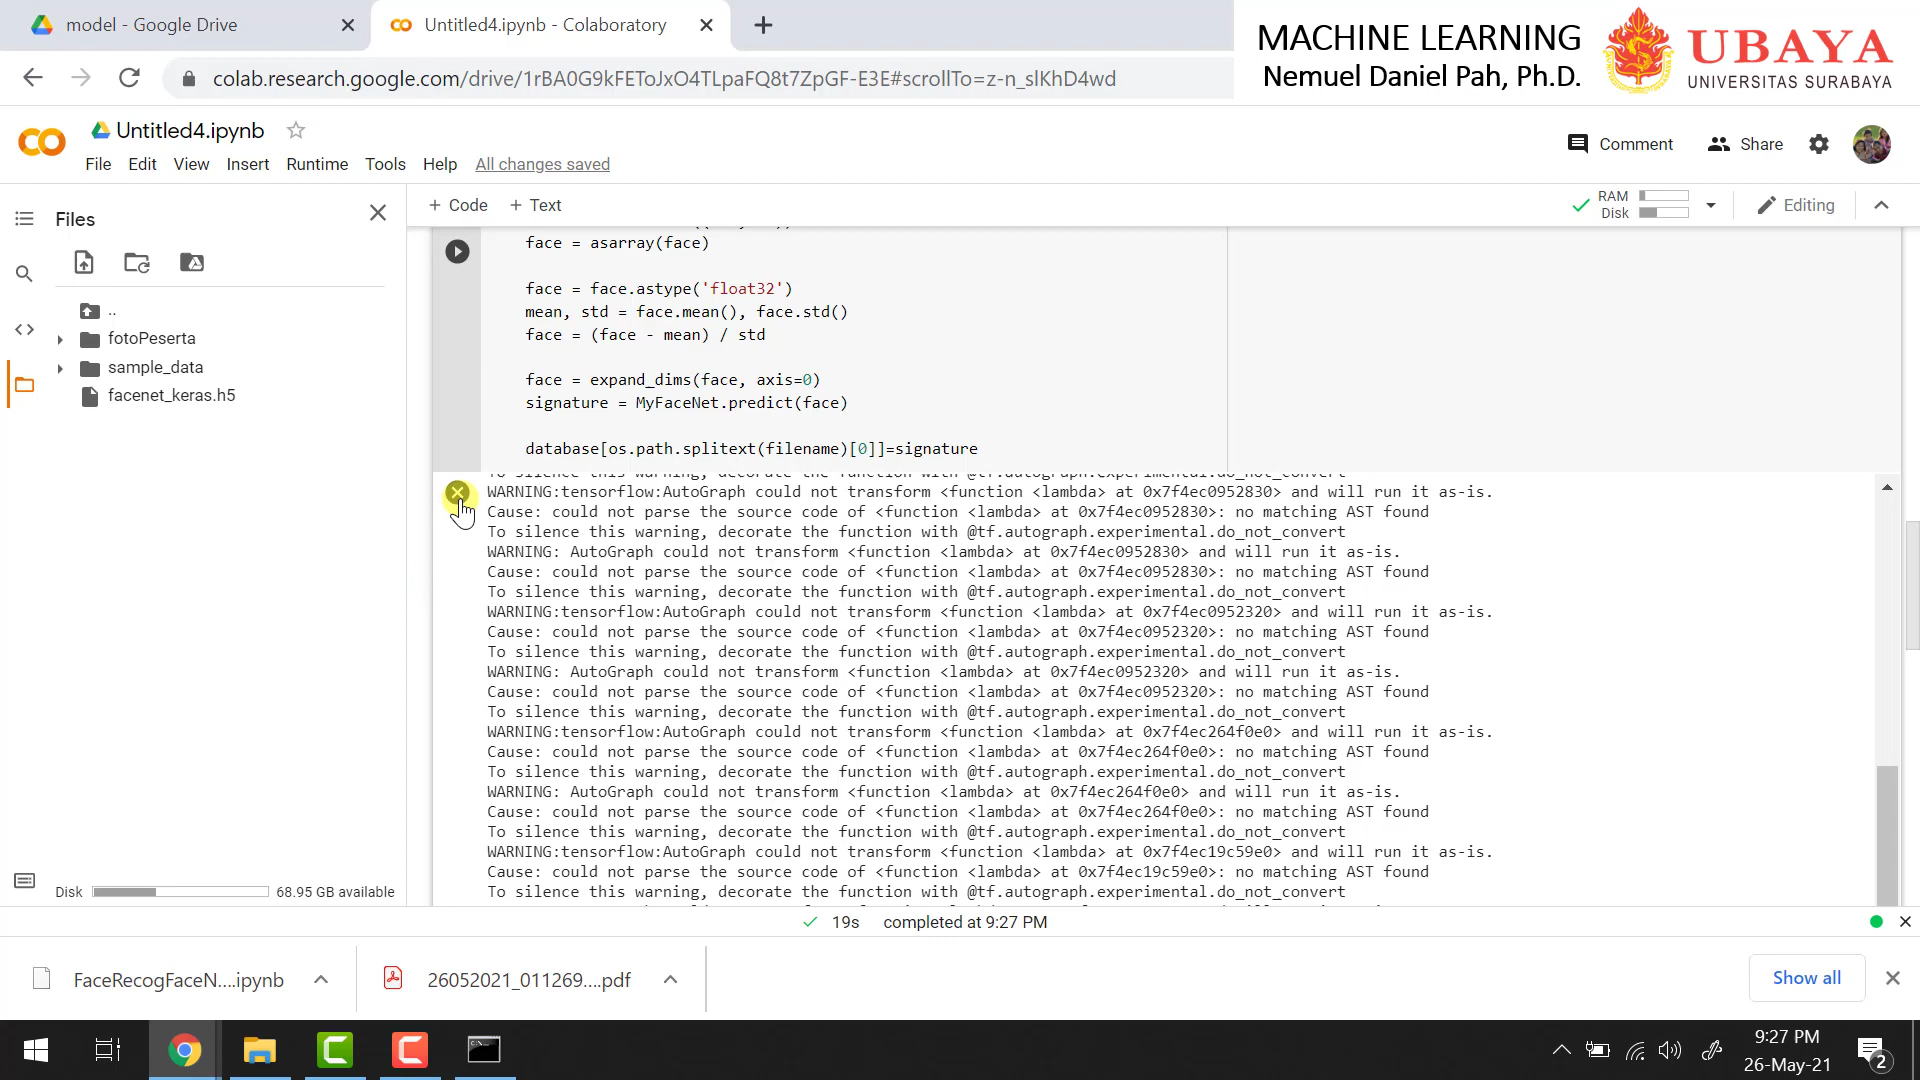 model - Google Drive
Untitled4.ipynb - Colaboratory
MACHINE LEARNING
Nemuel Daniel Pah, Ph.D.
UBAYA
UNIVERSITAS SURABAYA
colab.research.google.com/drive/1rBA0G9kFEToJxO4TLpaFQ8t7ZpGF-E3E#scrollTo=z-n_slKhD4wd
CO
Untitled4.ipynb
File Edit View Insert Runtime Tools Help All changes saved
Comment
Share
+ Code + Text
RAM
Disk
Editing
Files
..
fotoPeserta
sample_data
facenet_keras.h5
Disk
68.95 GB available
face = asarray(face)
face = face.astype('float32')
mean, std = face.mean(), face.std()
face = (face - mean) / std
face = expand_dims(face, axis=0)
signature = MyFaceNet.predict(face)
database[os.path.splitext(filename)[0]]=signature
To silence this warning, decorate the function with @tf.autograph.experimental.do_not_convert
WARNING:tensorflow:AutoGraph could not transform <function <lambda> at 0x7f4ec0952830> and will run it as-is.
Cause: could not parse the source code of <function <lambda> at 0x7f4ec0952830>: no matching AST found
To silence this warning, decorate the function with @tf.autograph.experimental.do_not_convert
WARNING: AutoGraph could not transform <function <lambda> at 0x7f4ec0952830> and will run it as-is.
Cause: could not parse the source code of <function <lambda> at 0x7f4ec0952830>: no matching AST found
To silence this warning, decorate the function with @tf.autograph.experimental.do_not_convert
WARNING:tensorflow:AutoGraph could not transform <function <lambda> at 0x7f4ec0952320> and will run it as-is.
Cause: could not parse the source code of <function <lambda> at 0x7f4ec0952320>: no matching AST found
To silence this warning, decorate the function with @tf.autograph.experimental.do_not_convert
WARNING: AutoGraph could not transform <function <lambda> at 0x7f4ec0952320> and will run it as-is.
Cause: could not parse the source code of <function <lambda> at 0x7f4ec0952320>: no matching AST found
To silence this warning, decorate the function with @tf.autograph.experimental.do_not_convert
WARNING:tensorflow:AutoGraph could not transform <function <lambda> at 0x7f4ec264f0e0> and will run it as-is.
Cause: could not parse the source code of <function <lambda> at 0x7f4ec264f0e0>: no matching AST found
To silence this warning, decorate the function with @tf.autograph.experimental.do_not_convert
WARNING: AutoGraph could not transform <function <lambda> at 0x7f4ec264f0e0> and will run it as-is.
Cause: could not parse the source code of <function <lambda> at 0x7f4ec264f0e0>: no matching AST found
To silence this warning, decorate the function with @tf.autograph.experimental.do_not_convert
WARNING:tensorflow:AutoGraph could not transform <function <lambda> at 0x7f4ec19c59e0> and will run it as-is.
Cause: could not parse the source code of <function <lambda> at 0x7f4ec19c59e0>: no matching AST found
To silence this warning, decorate the function with @tf.autograph.experimental.do_not_convert
19s completed at 9:27 PM
FaceRecogFaceN....ipynb
26052021_011269....pdf
Show all
9:27 PM
26-May-21
2